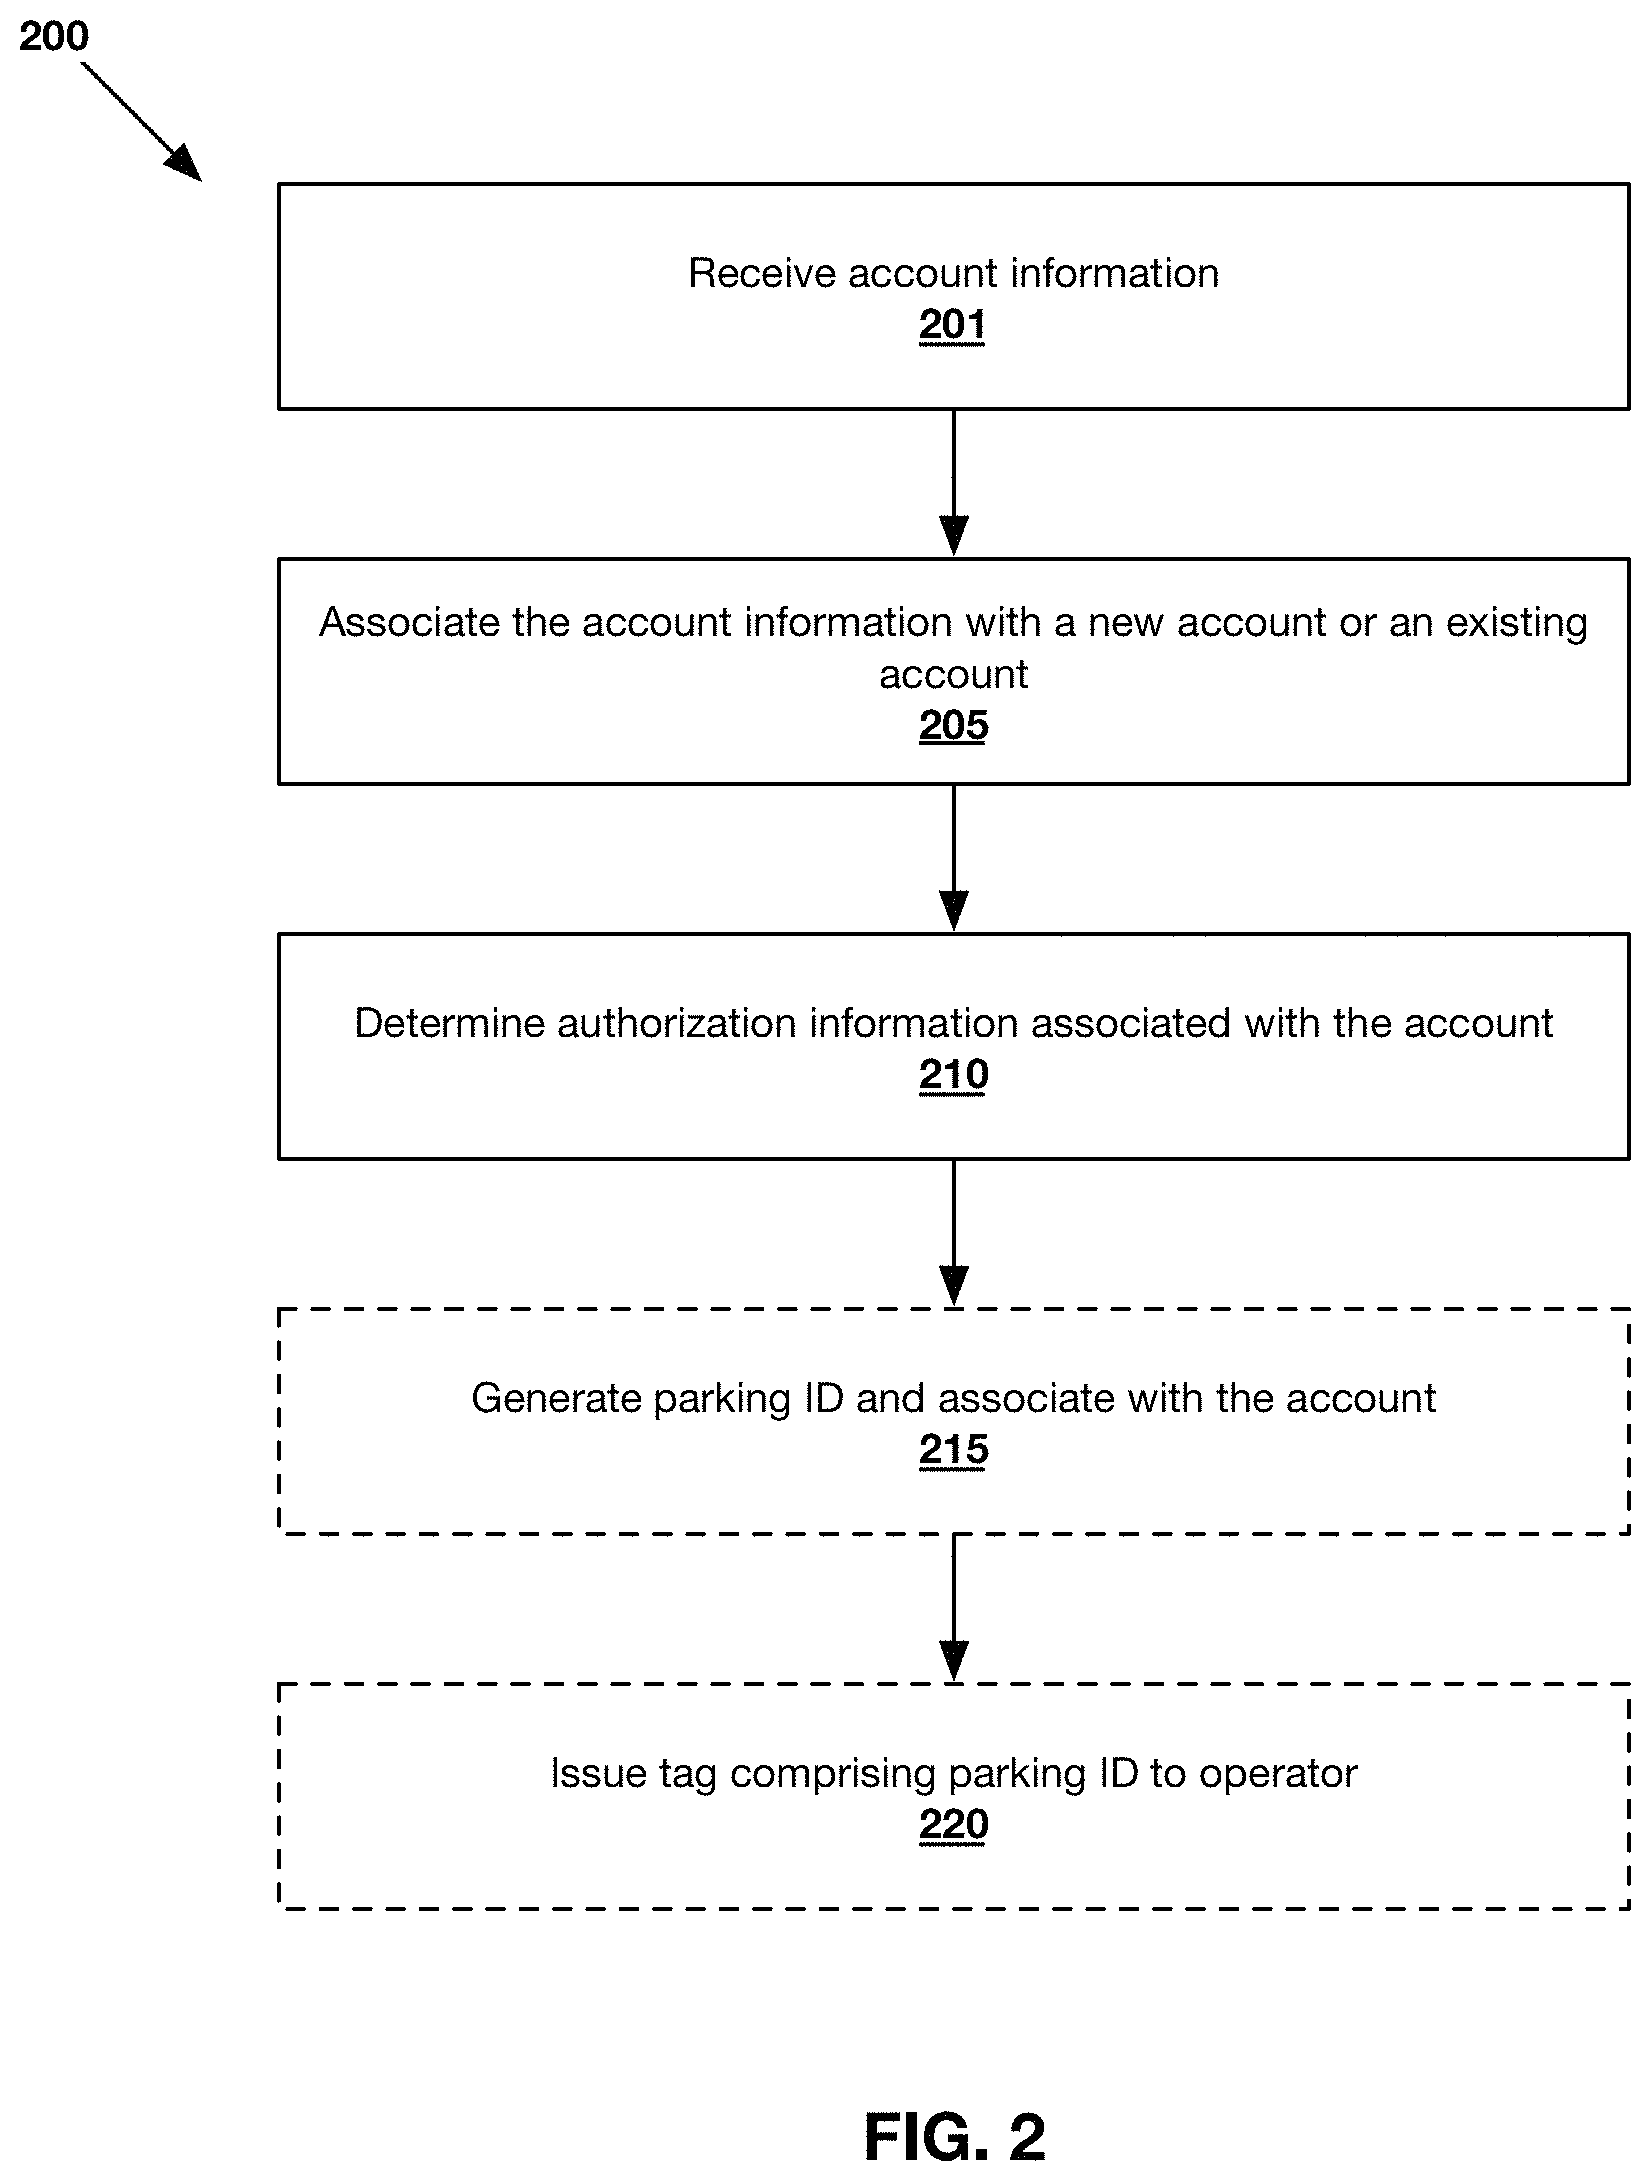 200
Receive account information
201
Associate the account information with a new account or an existing
account
205
Determine authorization information associated with the account
210
Generate parking ID and associate with the account
215
Issue tag comprising parking ID to operator
220
FIG. 2